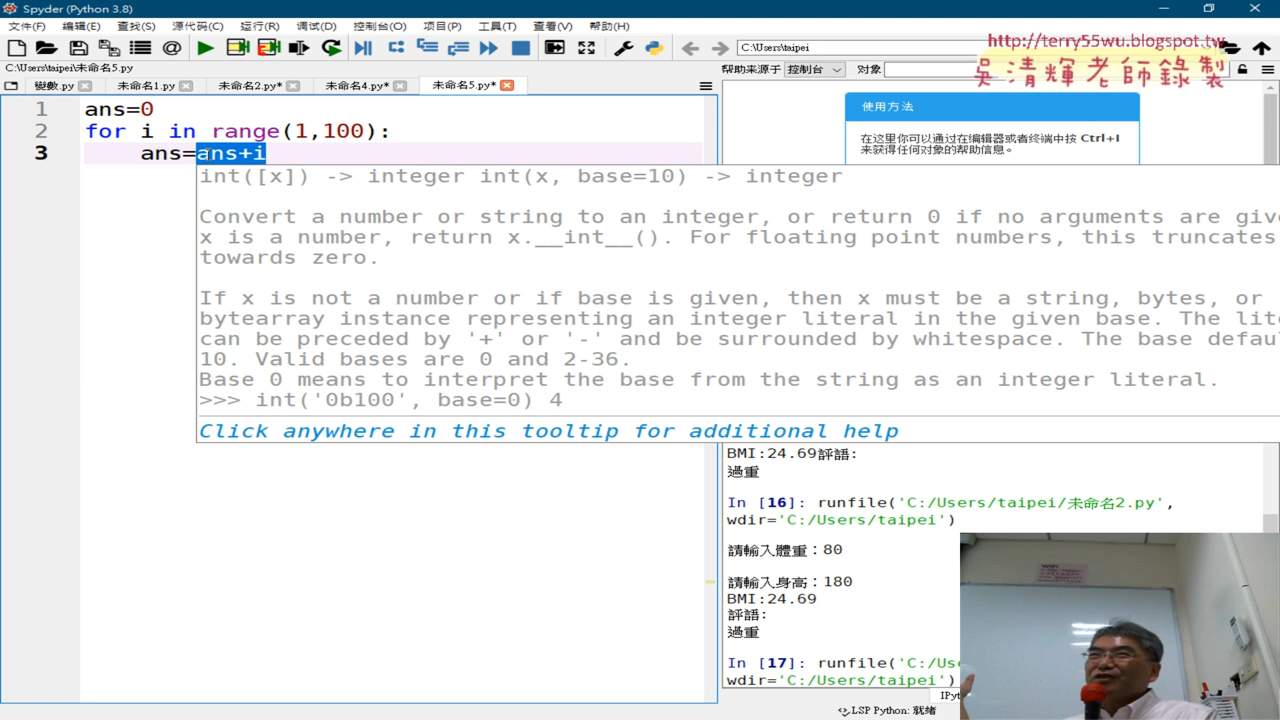 Spyder (Python 3.8)
文件(F) 编辑(E) 查找(S) 源代码(C) 运行(R) 调试(D) 控制台(O) 项目(P) 工具(T) 查看(V) 帮助(H)
C:\Users\taipei
http://terry55wu.blogspot.tw
吳清輝老師錄製
C:\Users\taipei\未命名5.py
帮助来源于 控制台 对象
變數.py 未命名1.py 未命名2.py* 未命名4.py* 未命名5.py*
使用方法
在这里你可以通过在编辑器或者终端中按 Ctrl+I
来获得任何对象的帮助信息。
1 ans=0
2 for i in range(1,100):
3 ans=ans+i
int([x]) -> integer int(x, base=10) -> integer
Convert a number or string to an integer, or return 0 if no arguments are giv
x is a number, return x.__int__(). For floating point numbers, this truncates
towards zero.
If x is not a number or if base is given, then x must be a string, bytes, or
bytearray instance representing an integer literal in the given base. The lit
can be preceded by '+' or '-' and be surrounded by whitespace. The base defau
10. Valid bases are 0 and 2-36.
Base 0 means to interpret the base from the string as an integer literal.
>>> int('0b100', base=0) 4
Click anywhere in this tooltip for additional help
BMI:24.69評語:
過重
In [16]: runfile('C:/Users/taipei/未命名2.py',
wdir='C:/Users/taipei')
請輸入體重：80
請輸入身高：180
BMI:24.69
評語:
過重
In [17]: runfile('C:/Us
wdir='C:/Users/taipei')
IPyt
LSP Python: 就绪